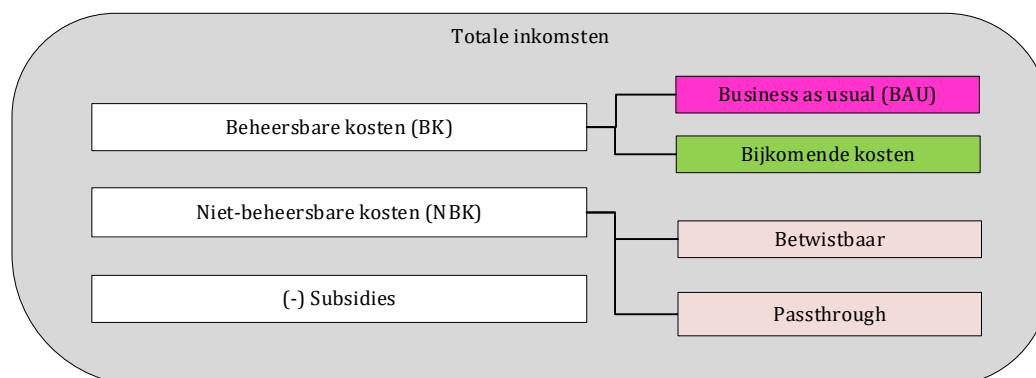 Totale inkomsten
Beheersbare kosten (BK)
Business as usual (BAU)
Bijkomende kosten
Niet-beheersbare kosten (NBK)
Betwistbaar
(-) Subsidies
Passthrough